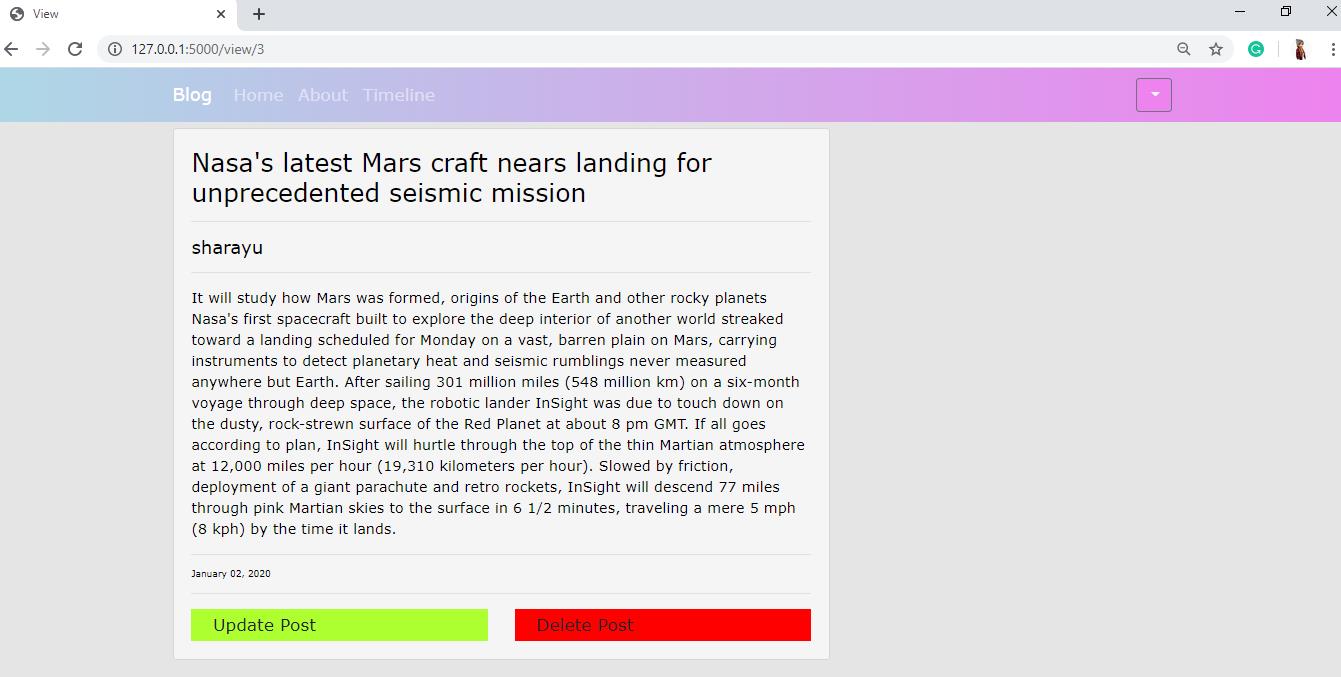 View
127.0.0.1:5000/view/3
Blog Home About Timeline
Nasa's latest Mars craft nears landing for
unprecedented seismic mission
sharayu
It will study how Mars was formed, origins of the Earth and other rocky planets
Nasa's first spacecraft built to explore the deep interior of another world streaked
toward a landing scheduled for Monday on a vast, barren plain on Mars, carrying
instruments to detect planetary heat and seismic rumblings never measured
anywhere but Earth. After sailing 301 million miles (548 million km) on a six-month
voyage through deep space, the robotic lander InSight was due to touch down on
the dusty, rock-strewn surface of the Red Planet at about 8 pm GMT. If all goes
according to plan, InSight will hurtle through the top of the thin Martian atmosphere
at 12,000 miles per hour (19,310 kilometers per hour). Slowed by friction,
deployment of a giant parachute and retro rockets, InSight will descend 77 miles
through pink Martian skies to the surface in 6 1/2 minutes, traveling a mere 5 mph
(8 kph) by the time it lands.
January 02, 2020
Update Post Delete Post